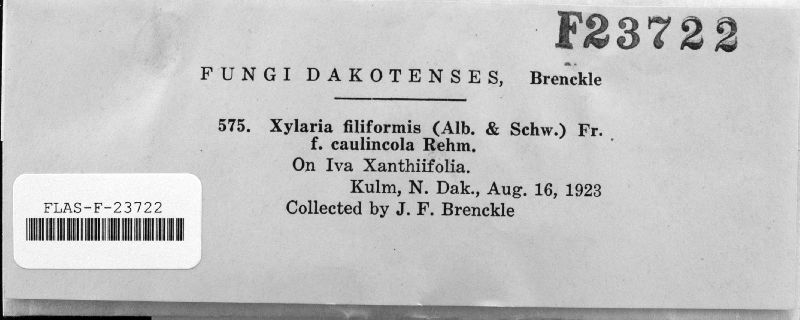 F23722
FUNGI DAKOTENSES, Brenckle
575. Xylaria filiformis (Alb. & Schw.) Fr.
f. caulincola Rehm.
On Iva Xanthiifolia.
Kulm, N. Dak., Aug. 16, 1923
Collected by J. F. Brenckle
FLAS-F-23722